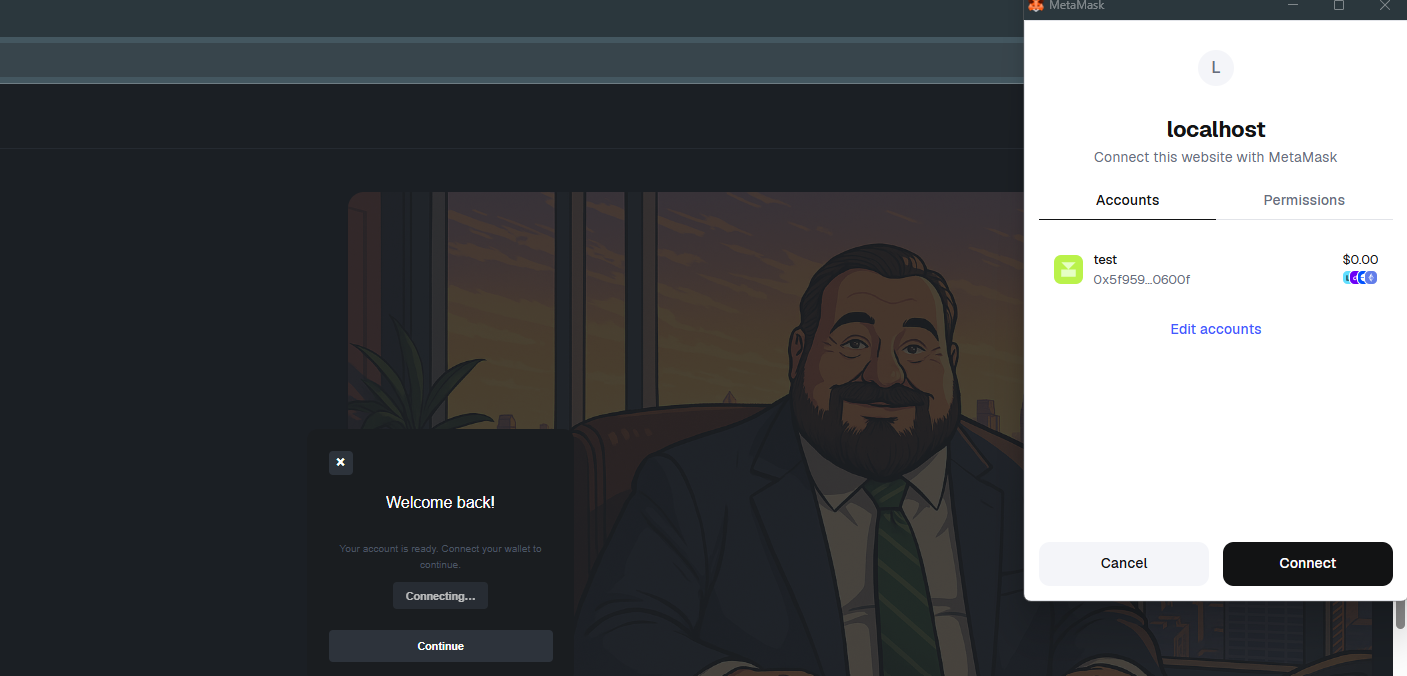 MetaMask
L
localhost
Connect this website with MetaMask
Accounts
Permissions
test
$0.00
0x5f959...0600f
Edit accounts
Cancel
Connect
Welcome back!
Your account is ready. Connect your wallet to
continue.
Connecting...
Continue